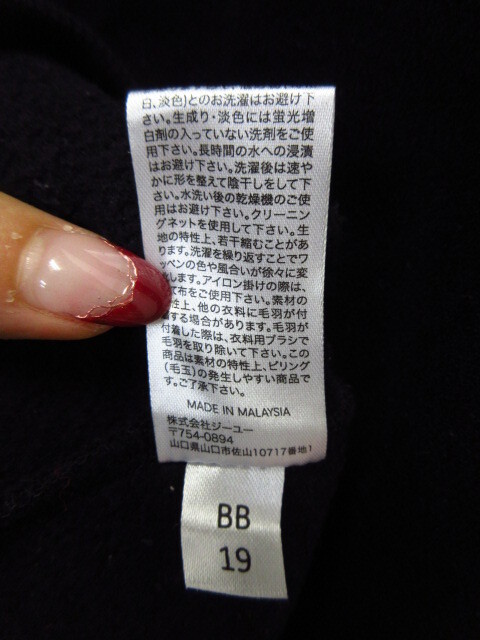 白、淡色)とのお洗濯はお避け下
さい。生成り・淡色には蛍光増
白剤の入っていない洗剤をご使
用下さい。長時間の水への浸漬
はお避け下さい。洗濯後は速や
かに形を整えて陰干しをして下
さい。水洗い後の乾燥機のご使
用はお避け下さい。クリーニン
グネットを使用して下さい。生
地の特性上、若干縮むことがあ
ります。洗濯を繰り返すことでワ
ッペンの色や風合いが徐々に変
します。アイロン掛けの際は、
て布をご使用下さい。素材の
性上、他の衣料に毛羽が付
する場合があります。毛羽が
付着した際は、衣料用ブラシで
毛羽を取り除いて下さい。この
商品は素材の特性上、ピリング
(毛玉)の発生しやすい商品で
す。ご了承下さい。
MADE IN MALAYSIA
株式会社ジーユー
〒754-0894
山口県山口市佐山10717番地1
BB
19